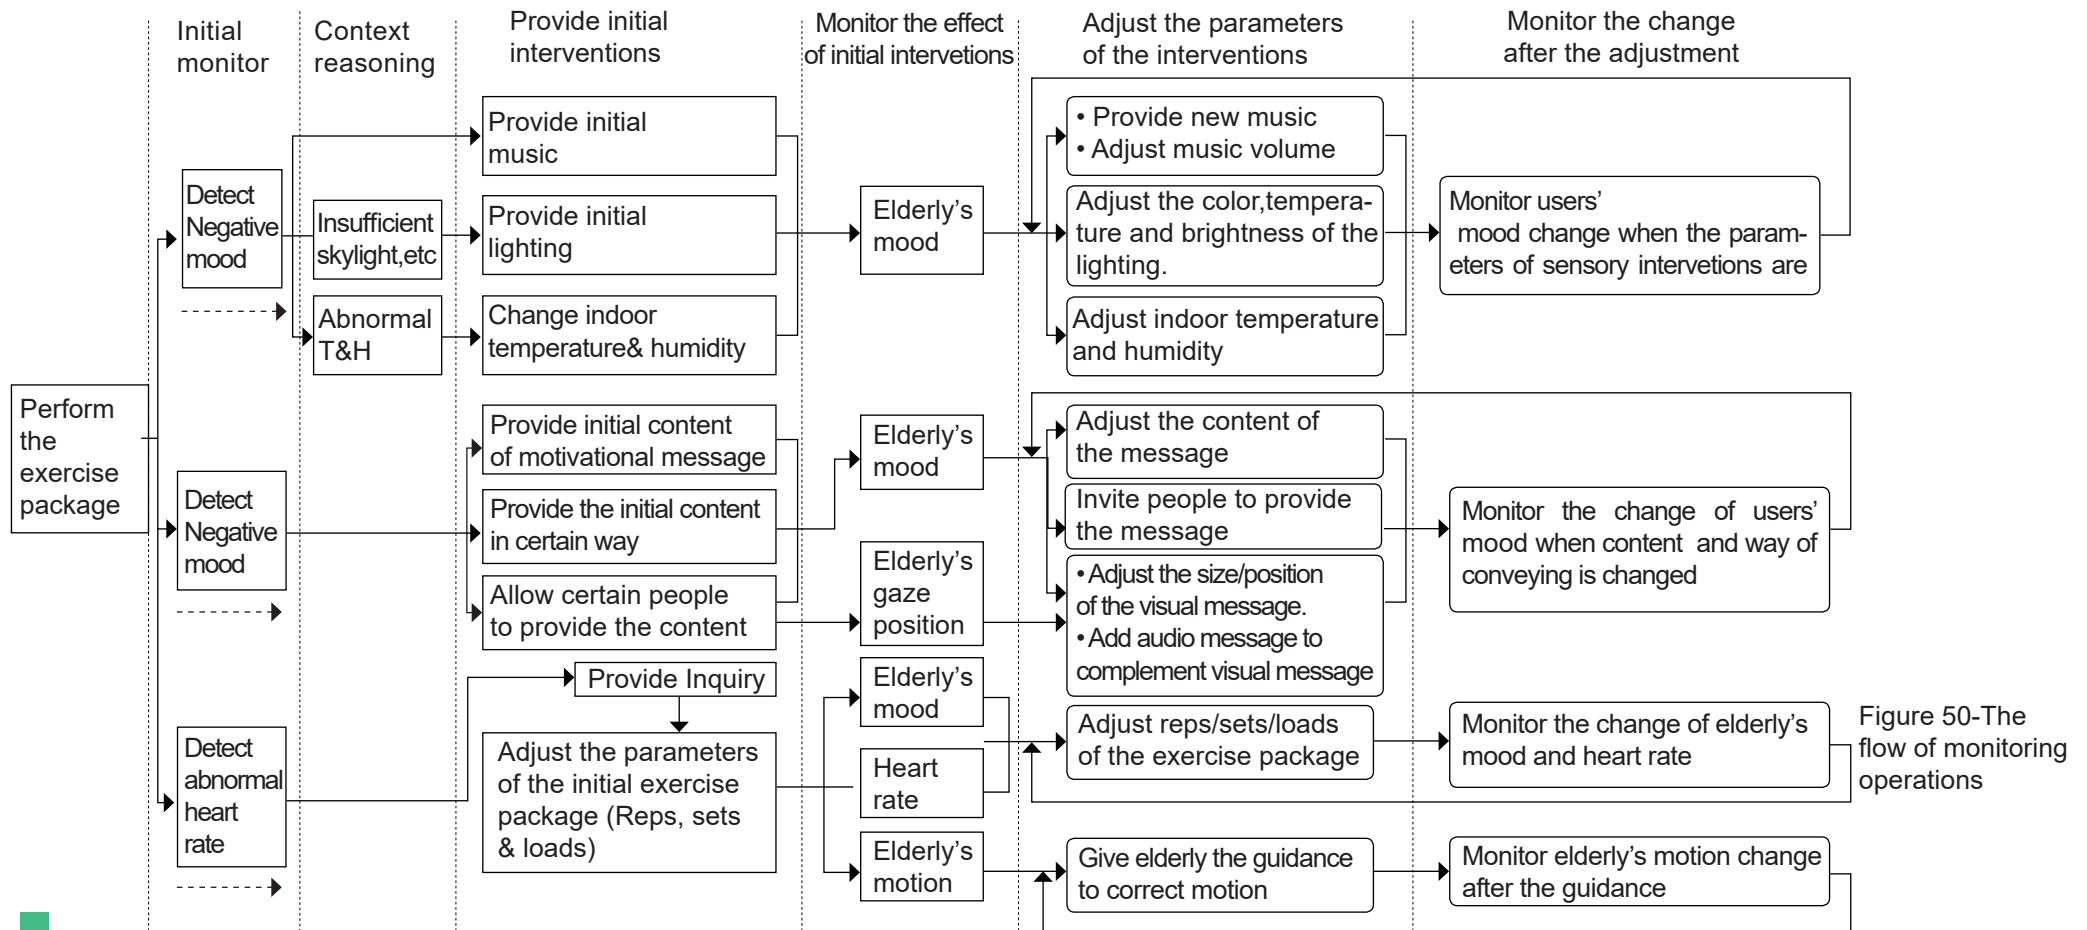 Initial
monitor
Context
reasoning
Provide initial
interventions
Monitor the effect
of initial intervetions
Adjust the parameters
of the interventions
Monitor the change
after the adjustment
Perform
the
exercise
package
Detect
Negative
mood
Insufficient
skylight,etc
Abnormal
T&H
Provide initial
music
Provide initial
lighting
Change indoor
temperature& humidity
Elderly's
mood
• Provide new music
• Adjust music volume
Adjust the color,tempera-
ture and brightness of the
lighting.
Adjust indoor temperature
and humidity
Monitor users'
mood change when the param-
eters of sensory intervetions are
Detect
Negative
mood
Provide initial content
of motivational message
Provide the initial content
in certain way
Allow certain people
to provide the content
Elderly's
mood
Elderly's
gaze
position
Adjust the content of
the message
Invite people to provide
the message
• Adjust the size/position
of the visual message.
• Add audio message to
complement visual message
Monitor the change of users'
mood when content and way of
conveying is changed
Detect
abnormal
heart
rate
Provide Inquiry
Adjust the parameters
of the initial exercise
package (Reps, sets
& loads)
Elderly's
mood
Heart
rate
Elderly's
motion
Adjust reps/sets/loads
of the exercise package
Give elderly the guidance
to correct motion
Monitor the change of elderly's
mood and heart rate
Monitor elderly's motion change
after the guidance
Figure 50-The
flow of monitoring
operations